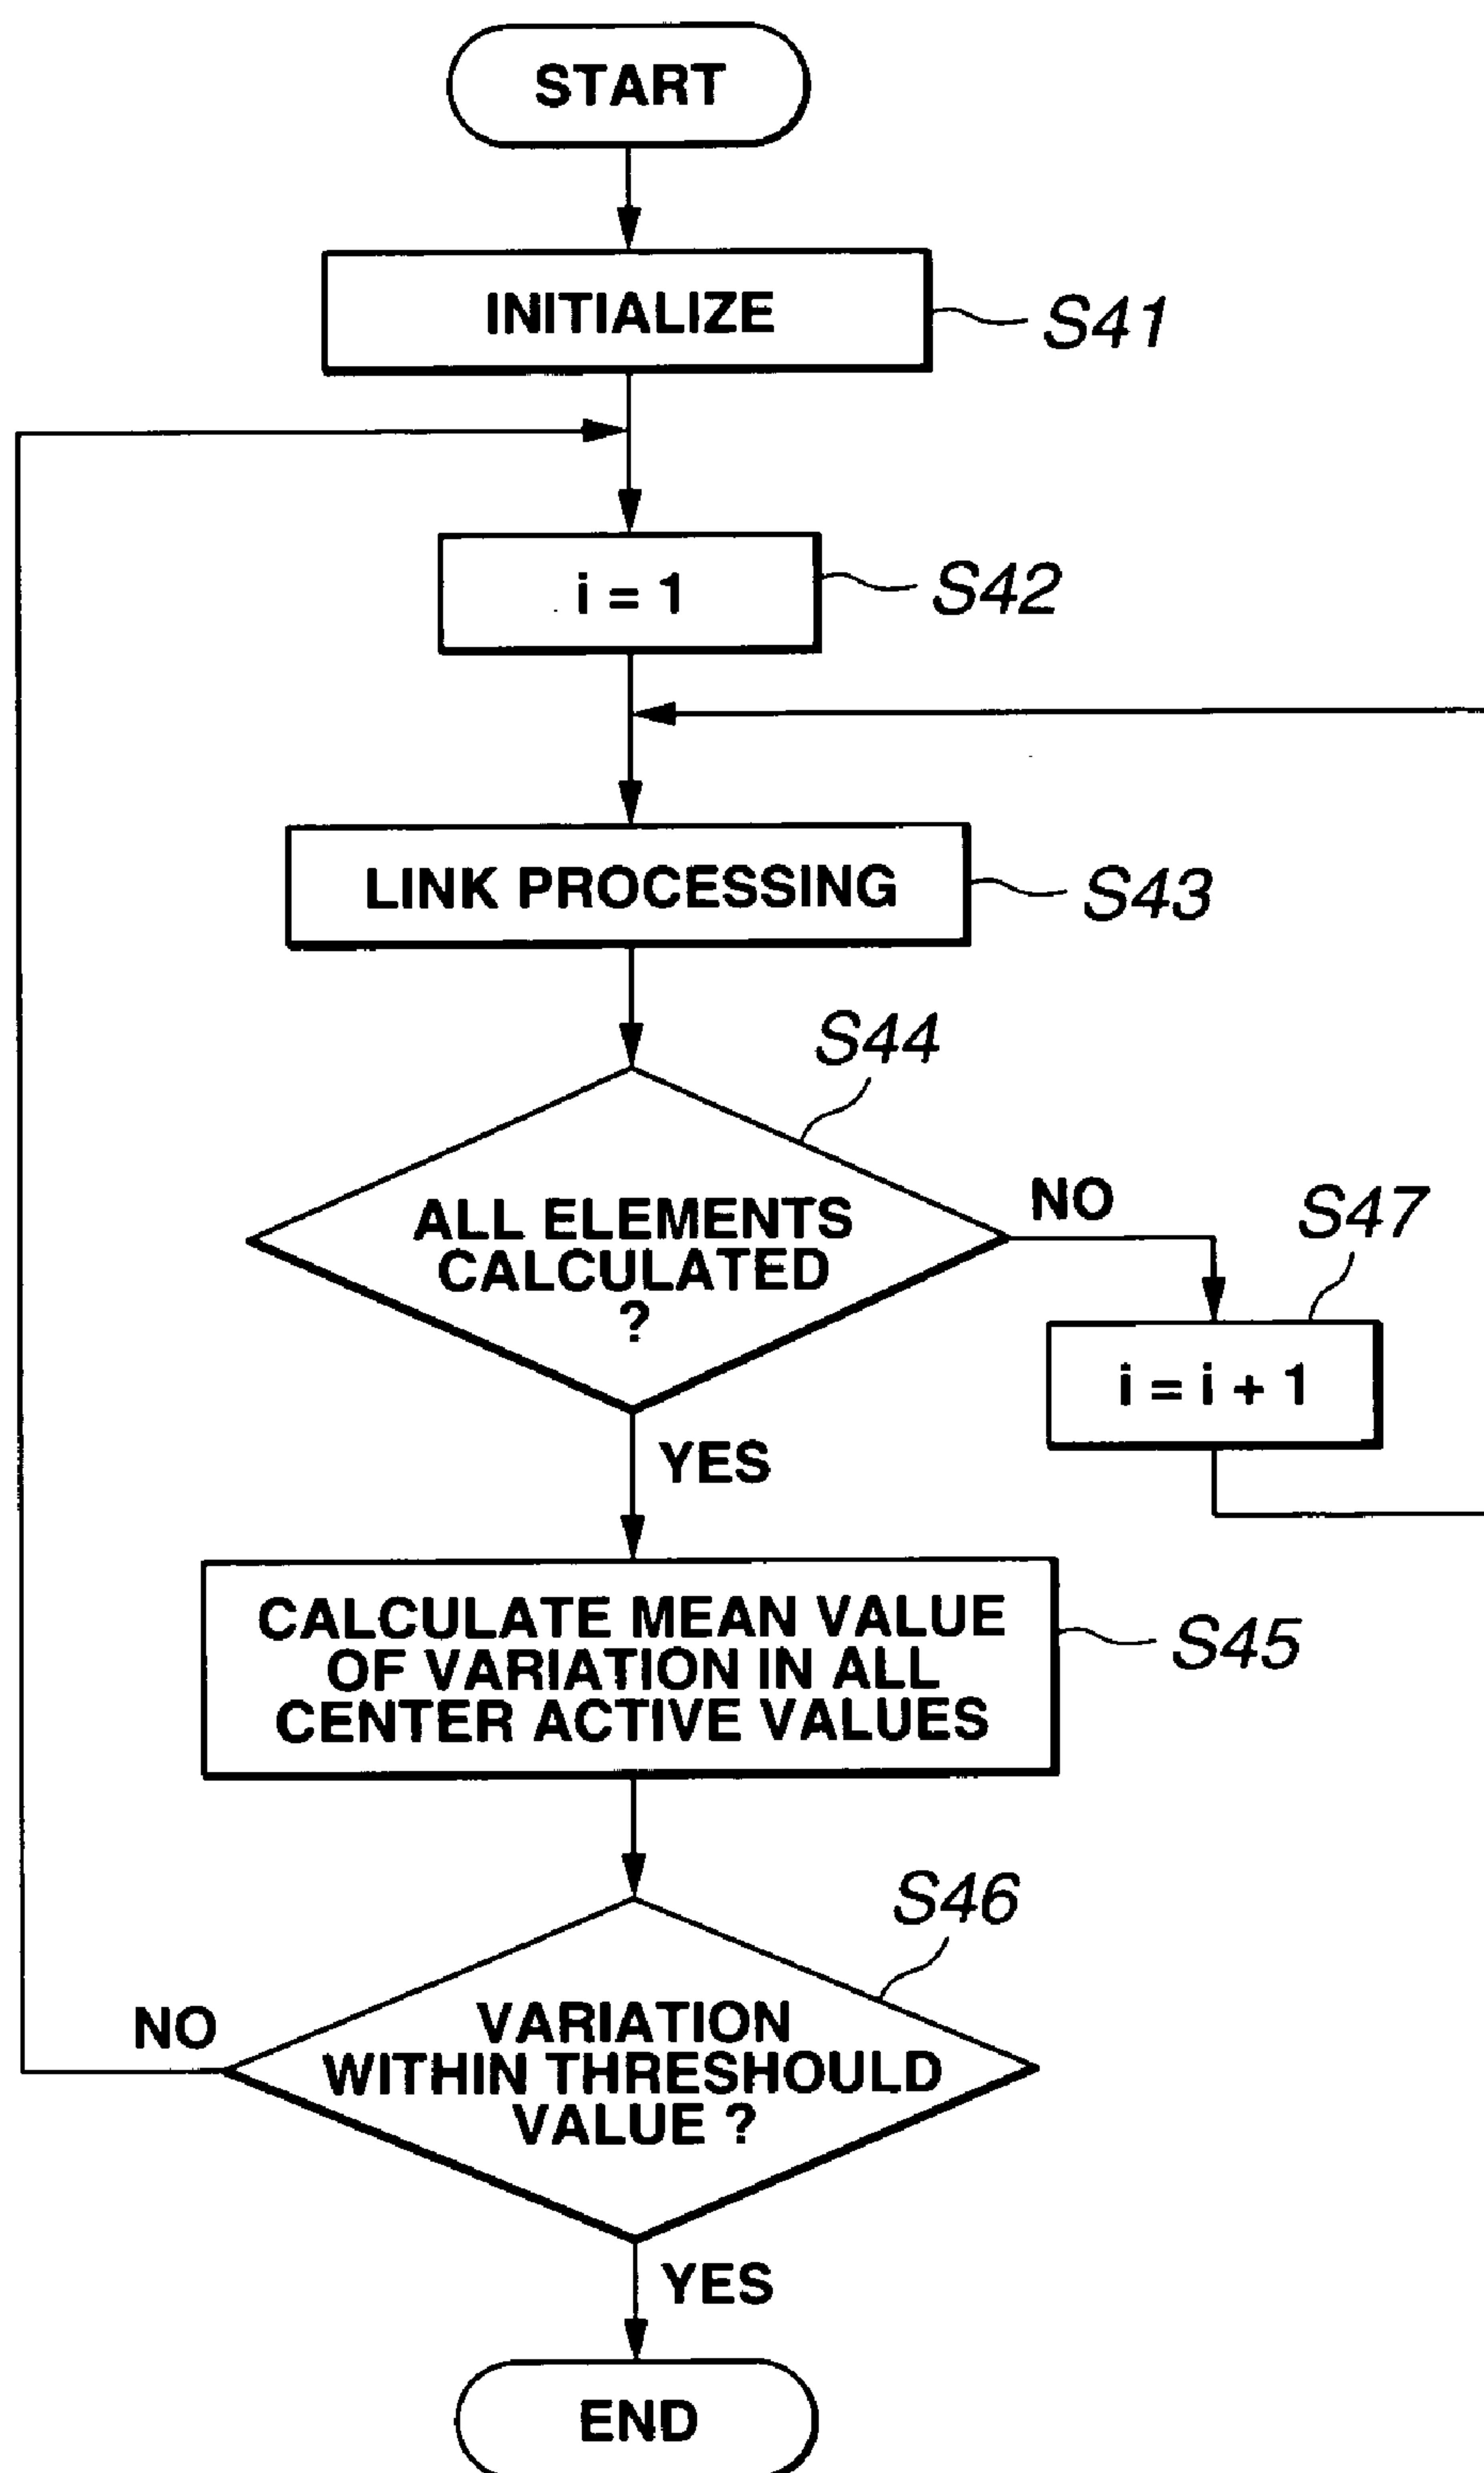 START
INITIALIZE
S41
i = 1
S42
LINK PROCESSING
S43
S44
ALL ELEMENTS
CALCULATED
?
NO
S47
i = i + 1
YES
CALCULATE MEAN VALUE
OF VARIATION IN ALL
CENTER ACTIVE VALUES
S45
S46
NO
VARIATION
WITHIN THRESHOULD
VALUE ?
YES
END